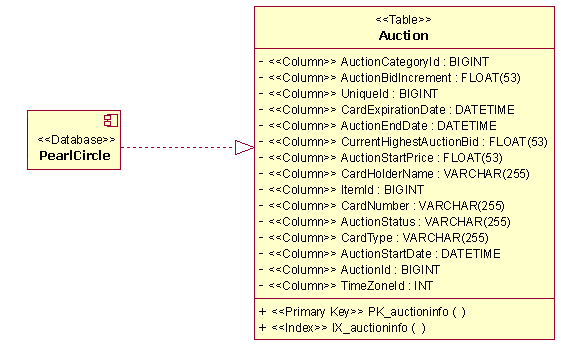 <<Database>>
PearlCircle
<<Table>>
Auction
- <<Column>> AuctionCategoryId : BIGINT
- <<Column>> AuctionBidIncrement : FLOAT(53)
- <<Column>> UniqueId : BIGINT
- <<Column>> CardExpirationDate : DATETIME
- <<Column>> AuctionEndDate : DATETIME
- <<Column>> CurrentHighestAuctionBid : FLOAT(53)
- <<Column>> AuctionStartPrice : FLOAT(53)
- <<Column>> CardHolderName : VARCHAR(255)
- <<Column>> ItemId : BIGINT
- <<Column>> CardNumber : VARCHAR(255)
- <<Column>> AuctionStatus : VARCHAR(255)
- <<Column>> CardType : VARCHAR(255)
- <<Column>> AuctionStartDate : DATETIME
- <<Column>> AuctionId : BIGINT
- <<Column>> TimeZoneId : INT
+ <<Primary Key>> PK_auctioninfo ( )
+ <<Index>> IX_auctioninfo ( )